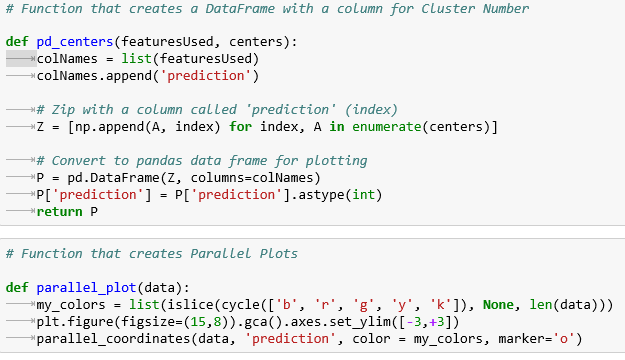 # Function that creates a DataFrame with a column for Cluster Number
def pd_centers(featuresUsed, centers):
colNames = list(featuresUsed)
colNames.append('prediction')
# Zip with a column called 'prediction' (index)
Z = [np.append(A, index) for index, A in enumerate(centers)]
# Convert to pandas data frame for plotting
P = pd.DataFrame(Z, columns=colNames)
P['prediction'] = P['prediction'].astype(int)
return P
# Function that creates Parallel Plots
def parallel_plot(data):
my_colors = list(islice(cycle(['b', 'r', 'g', 'y', 'k']), None, len(data)))
plt.figure(figsize=(15,8)).gca().axes.set_ylim([-3,+3])
parallel_coordinates(data, 'prediction', color = my_colors, marker='o')